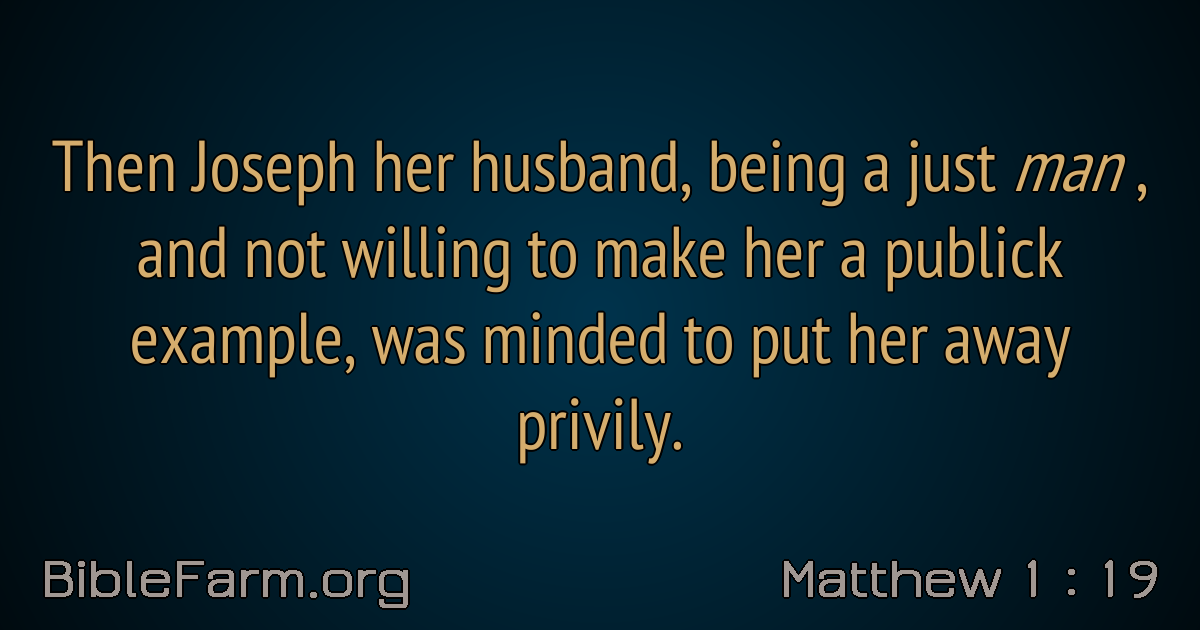 Then Joseph her husband, being a just man ,
and not willing to make her a publick
example, was minded to put her away
privily.
BibleFarm.org
Matthew 1 : 19